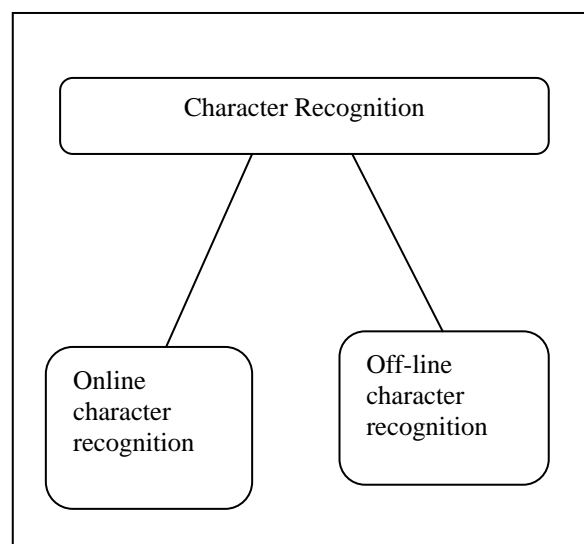 Character Recognition
Online
character
recognition
Off-line
character
recognition